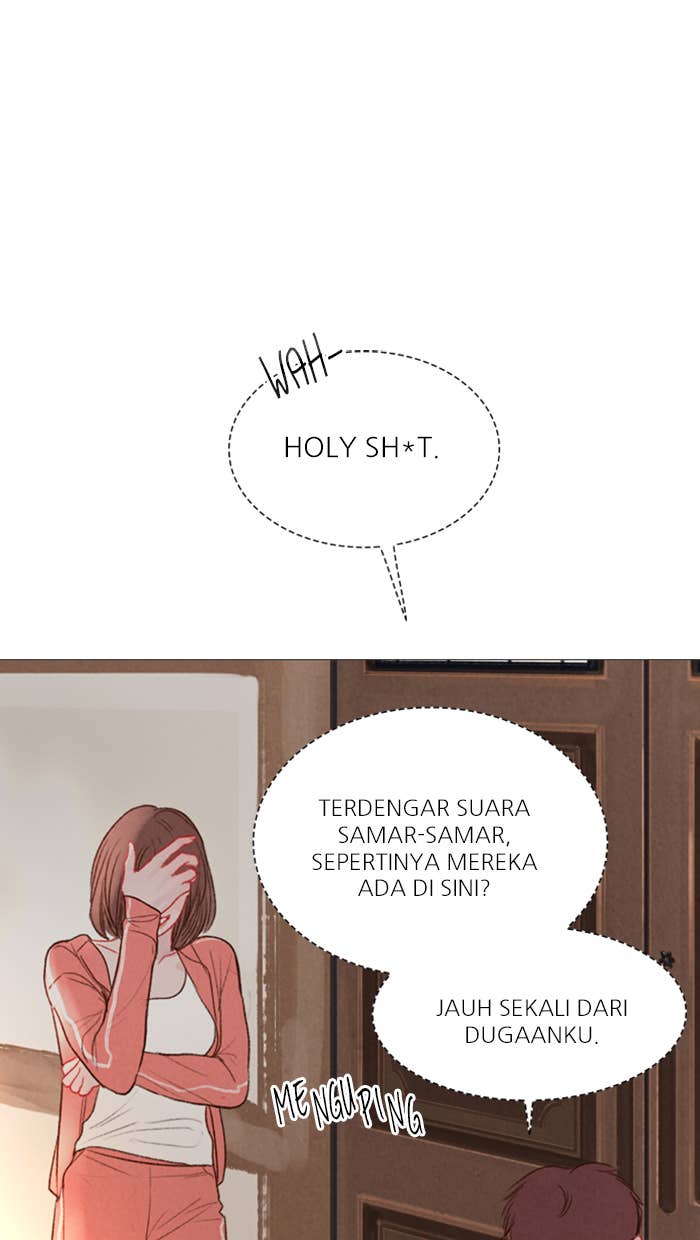 WAH-
HOLY SH*T.
TERDENGAR SUARA
SAMAR-SAMAR,
SEPERTINYA MEREKA
ADA DI SINI?
JAUH SEKALI DARI
DUGAANKU.
MENGUPING